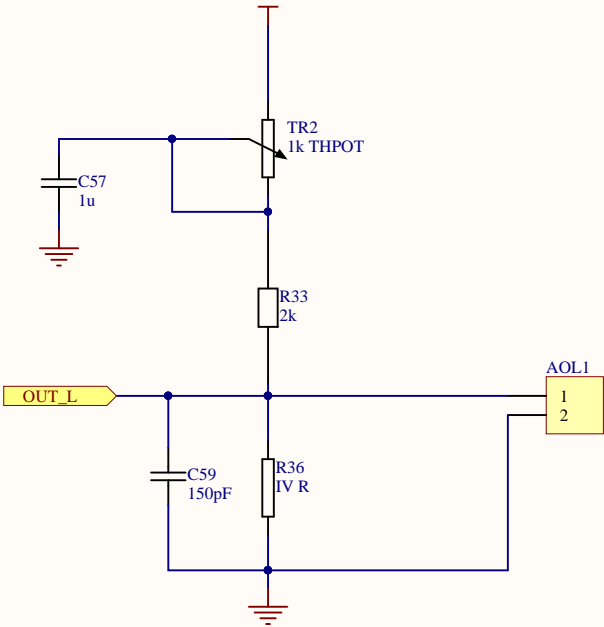 TR2
1k THPOT
C57
1u
R33
2k
AOL1
OUT_L
1
2
C59
150pF
R36
IV R